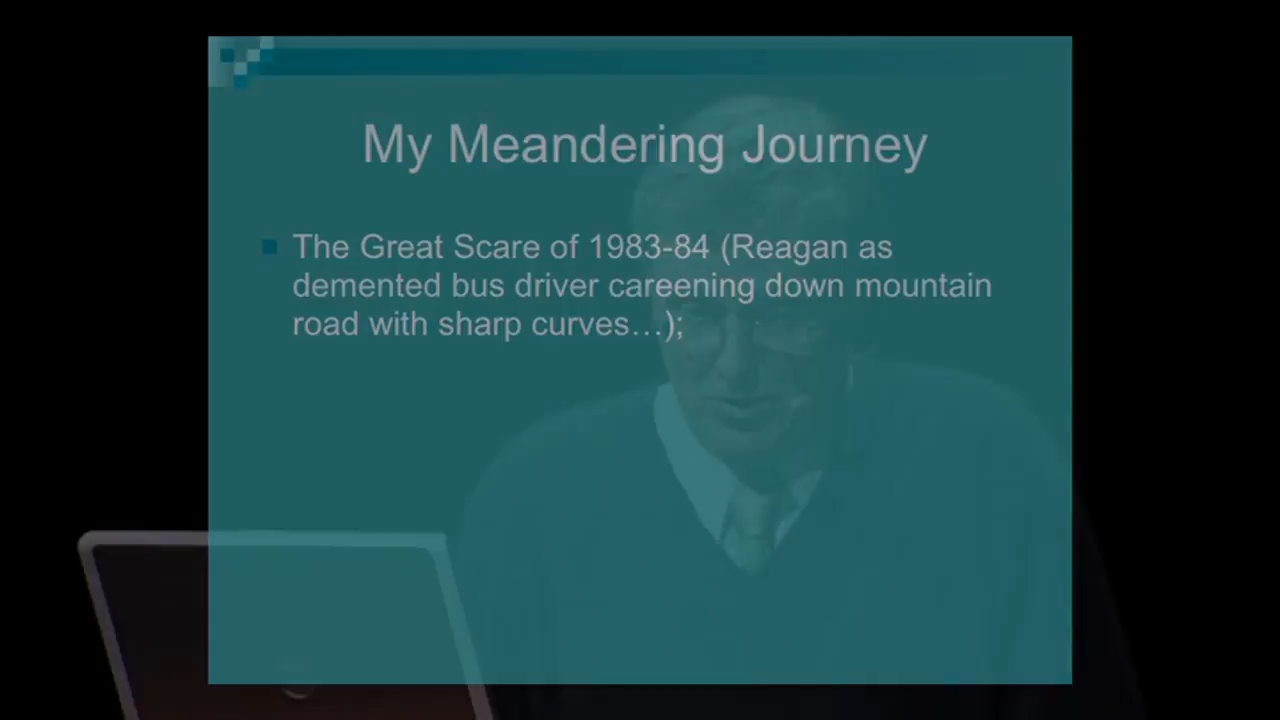 My Meandering Journey
The Great Scare of 1983-84 (Reagan as
demented bus driver careening down mountain
road with sharp curves…);